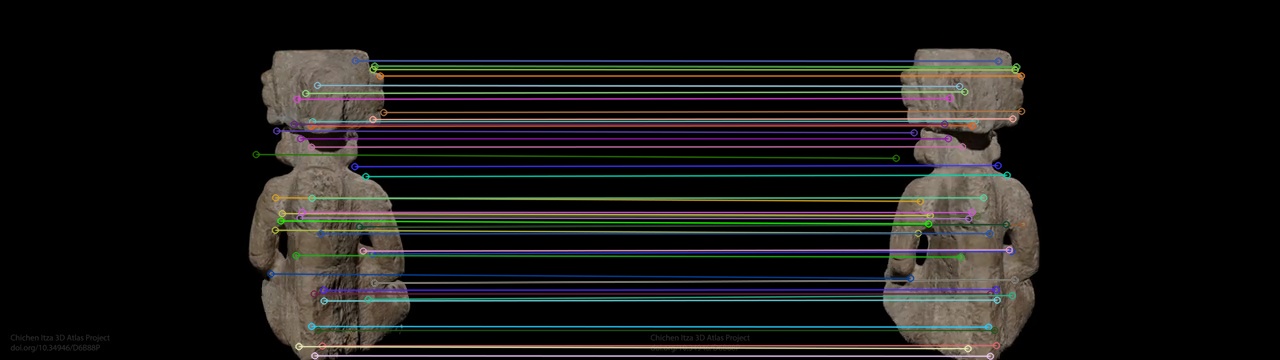 Chichen Itza 3D Atlas Project
doi.org/10.34946/D6888P
Chichen Itza 3D Atlas Project